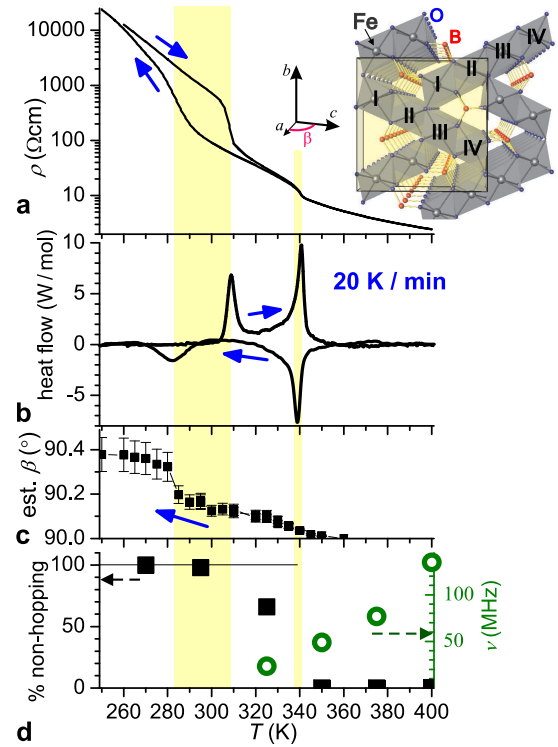 a
ρ (Ωcm)
10000
1000
100
10
Fe
O
B
I
II
III
IV
I
II
III
IV
b
a
c
β
b
heat flow (W/mol)
10
5
0
-5
20 K / min
c
est. β (°)
90.4
90.2
90.0
d
% non-hopping
100
50
0
100
50
ν (MHz)
260 280 300 320 340 360 380 400
T (K)